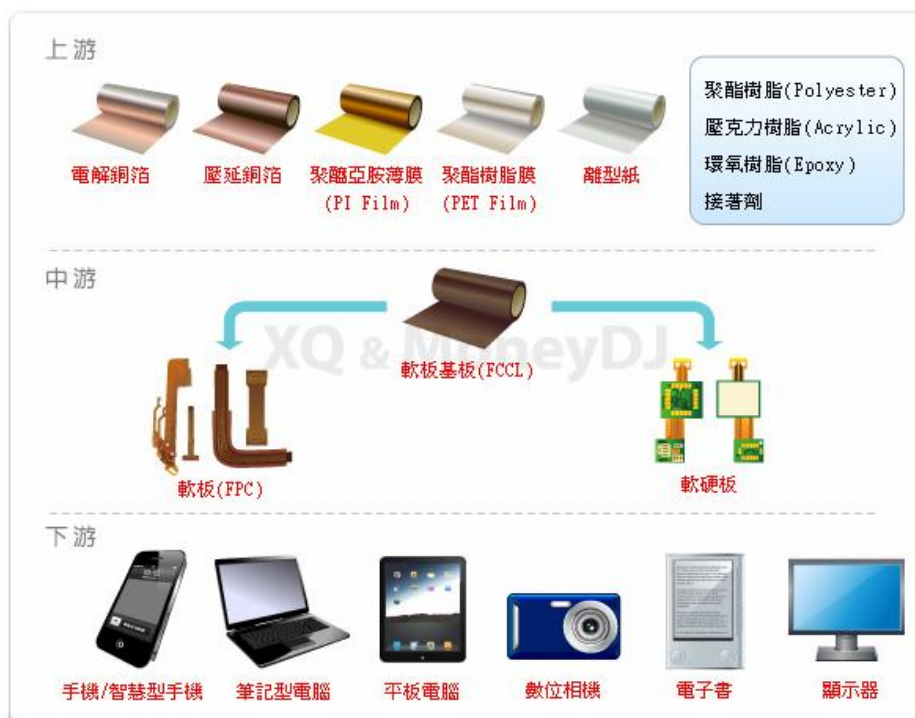 上游
聚酯樹脂(Polyester)
壓克力樹脂(Acrylic)
環氧樹脂(Epoxy)
接著劑
電解銅箔
壓延銅箔
聚醯亞胺薄膜
(PI Film)
聚酯樹脂膜
(PET Film)
離型紙
中游
XQ & MoneyDJ
軟板基板(FCCL)
軟板(FPC)
軟硬板
下游
手機/智慧型手機
筆記型電腦
平板電腦
數位相機
電子書
顯示器